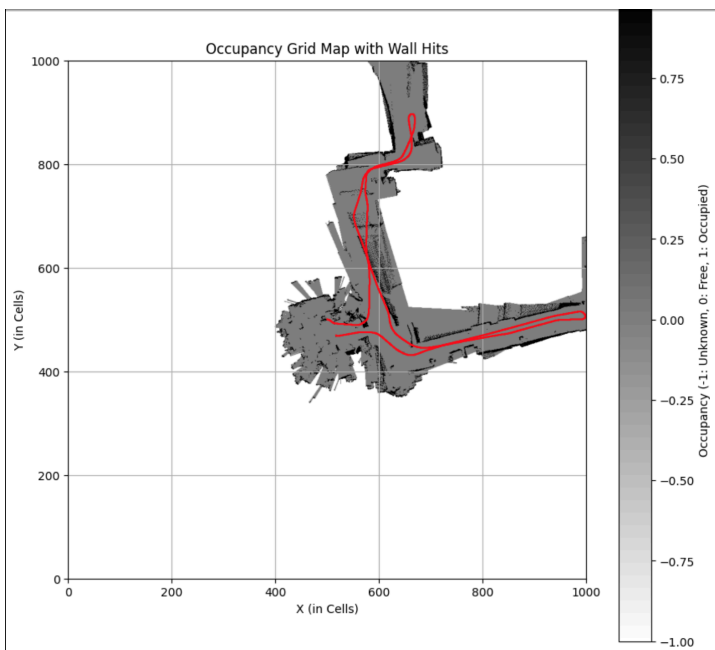 Occupancy Grid Map with Wall Hits
1000
800
600
400
200
0
Y (in Cells)
0 200 400 600 800 1000
X (in Cells)
0.75
0.50
0.25
0.00
−0.25
−0.50
−0.75
−1.00
Occupancy (-1: Unknown, 0: Free, 1: Occupied)